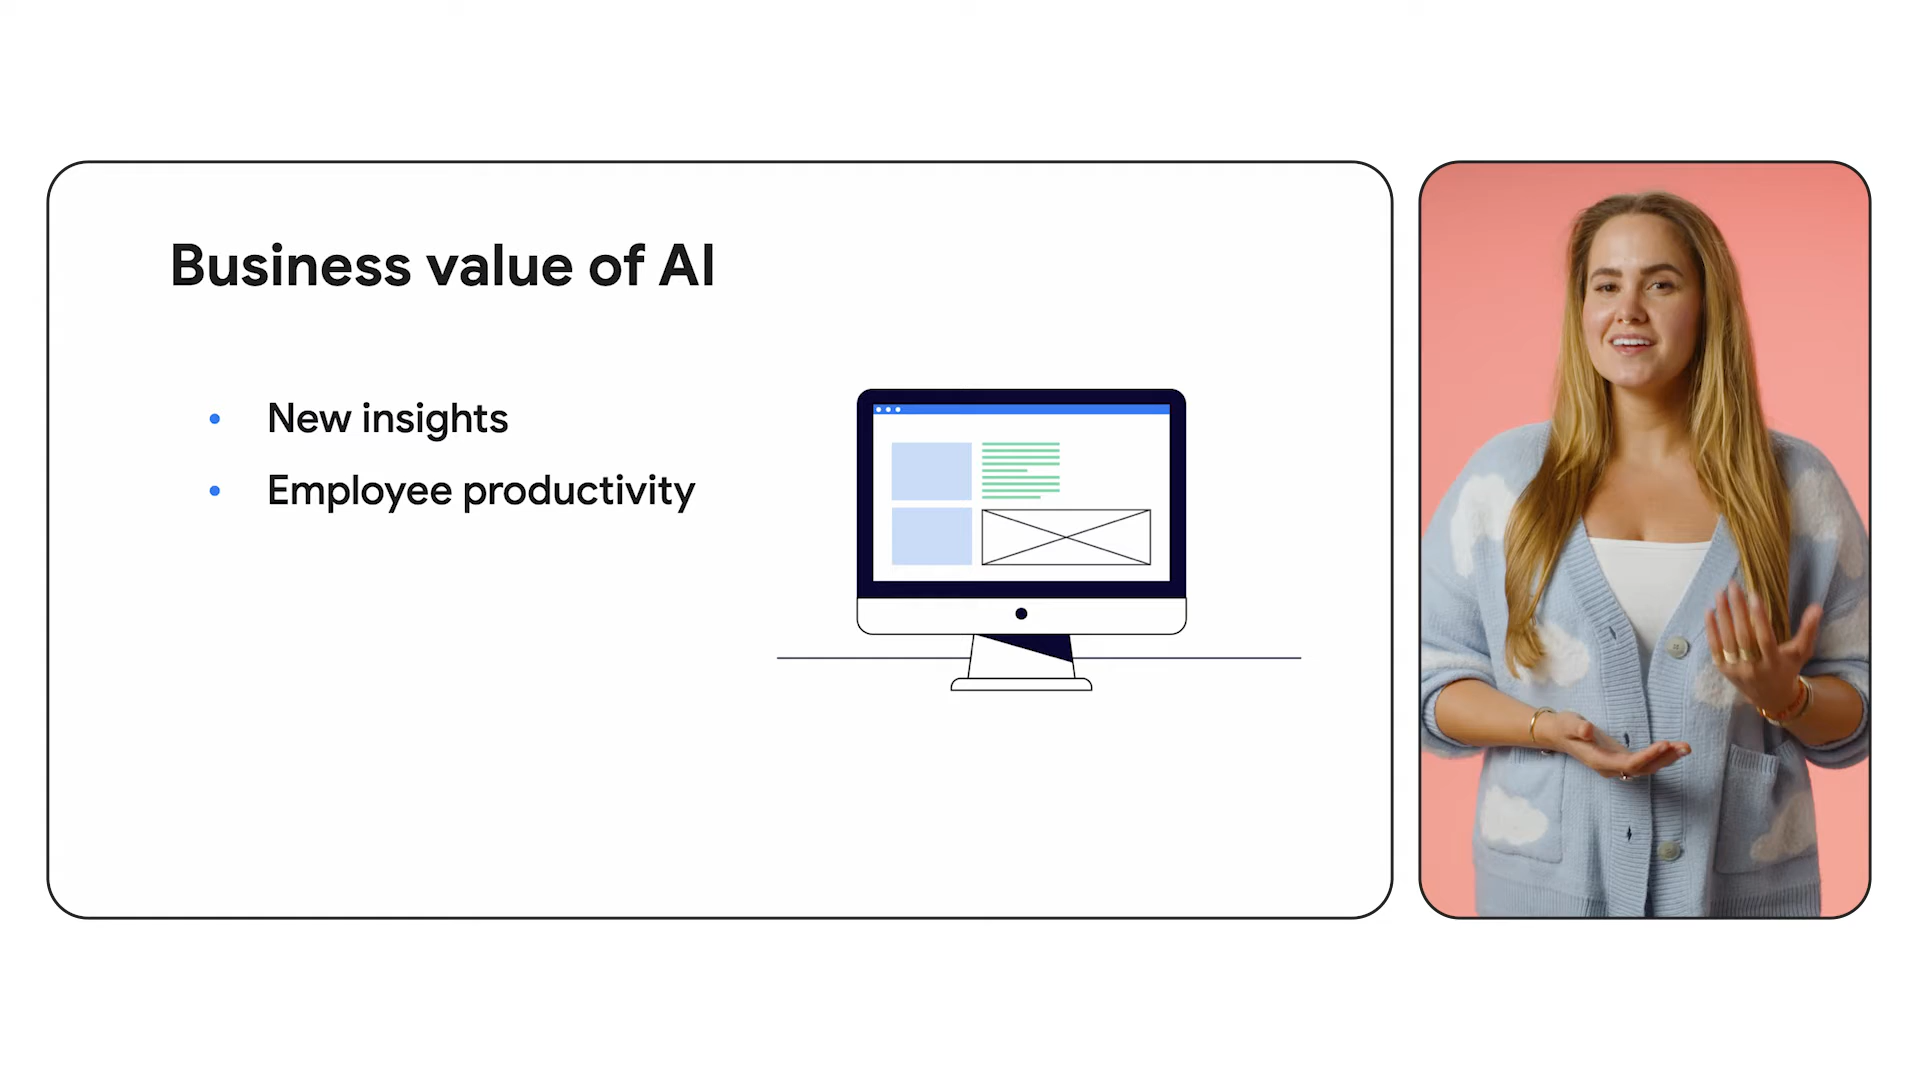 Business value of AI
• New insights
• Employee productivity